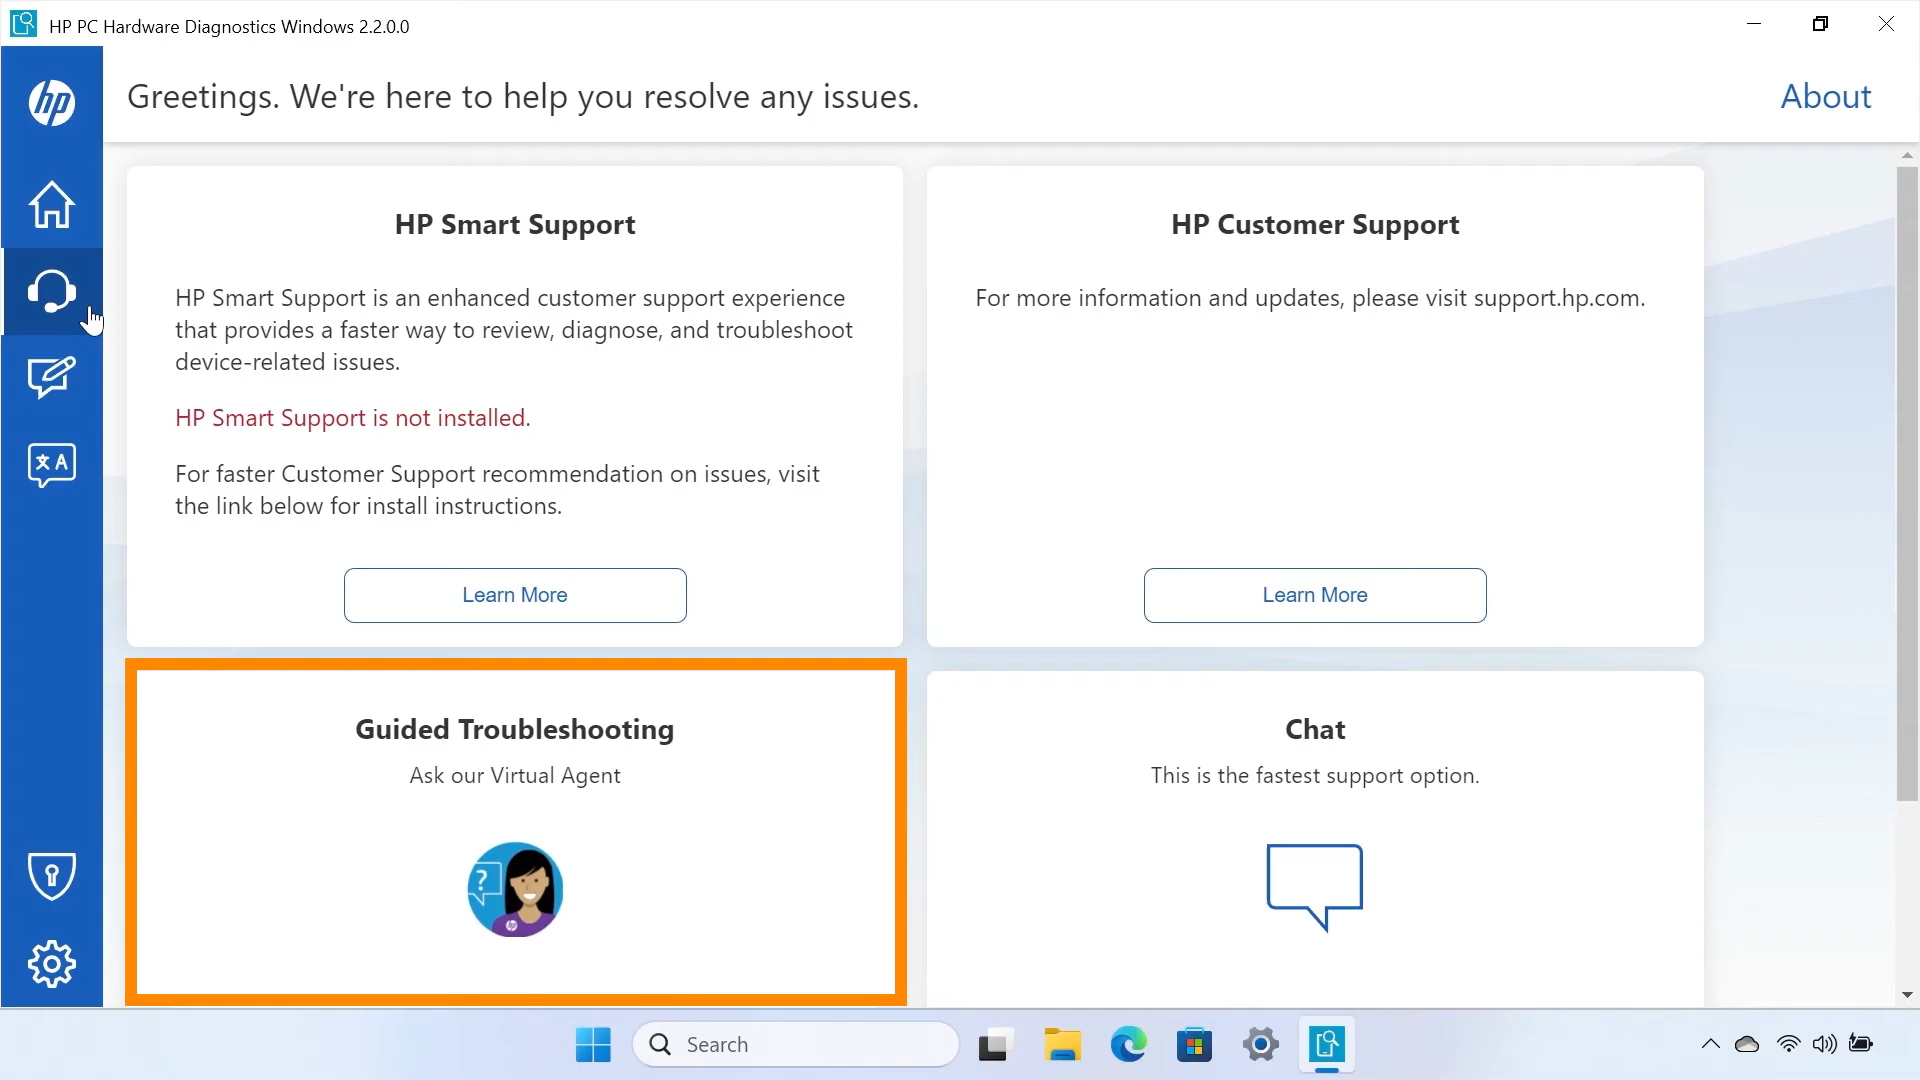 HP PC Hardware Diagnostics Windows 2.2.0.0
hp
Greetings. We're here to help you resolve any issues.
About
HP Smart Support
HP Smart Support is an enhanced customer support experience
that provides a faster way to review, diagnose, and troubleshoot
device-related issues.
HP Smart Support is not installed.
For faster Customer Support recommendation on issues, visit
the link below for install instructions.
Learn More
HP Customer Support
For more information and updates, please visit support.hp.com.
Learn More
Guided Troubleshooting
Ask our Virtual Agent
?
hp
Chat
This is the fastest support option.
文A
Search